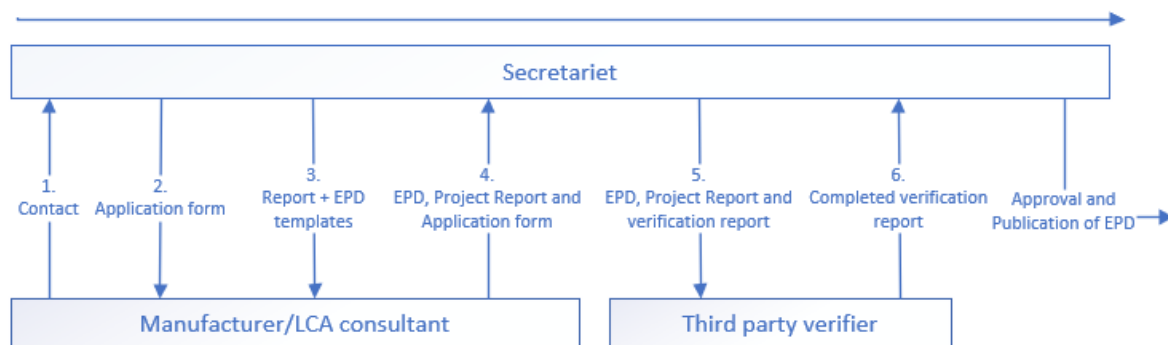 Secretariet
1.
Contact
2.
Application form
3.
Report + EPD
templates
4.
EPD, Project Report and
Application form
5.
EPD, Project Report and
verification report
6.
Completed verification
report
Approval and
Publication of EPD
Manufacturer/LCA consultant
Third party verifier